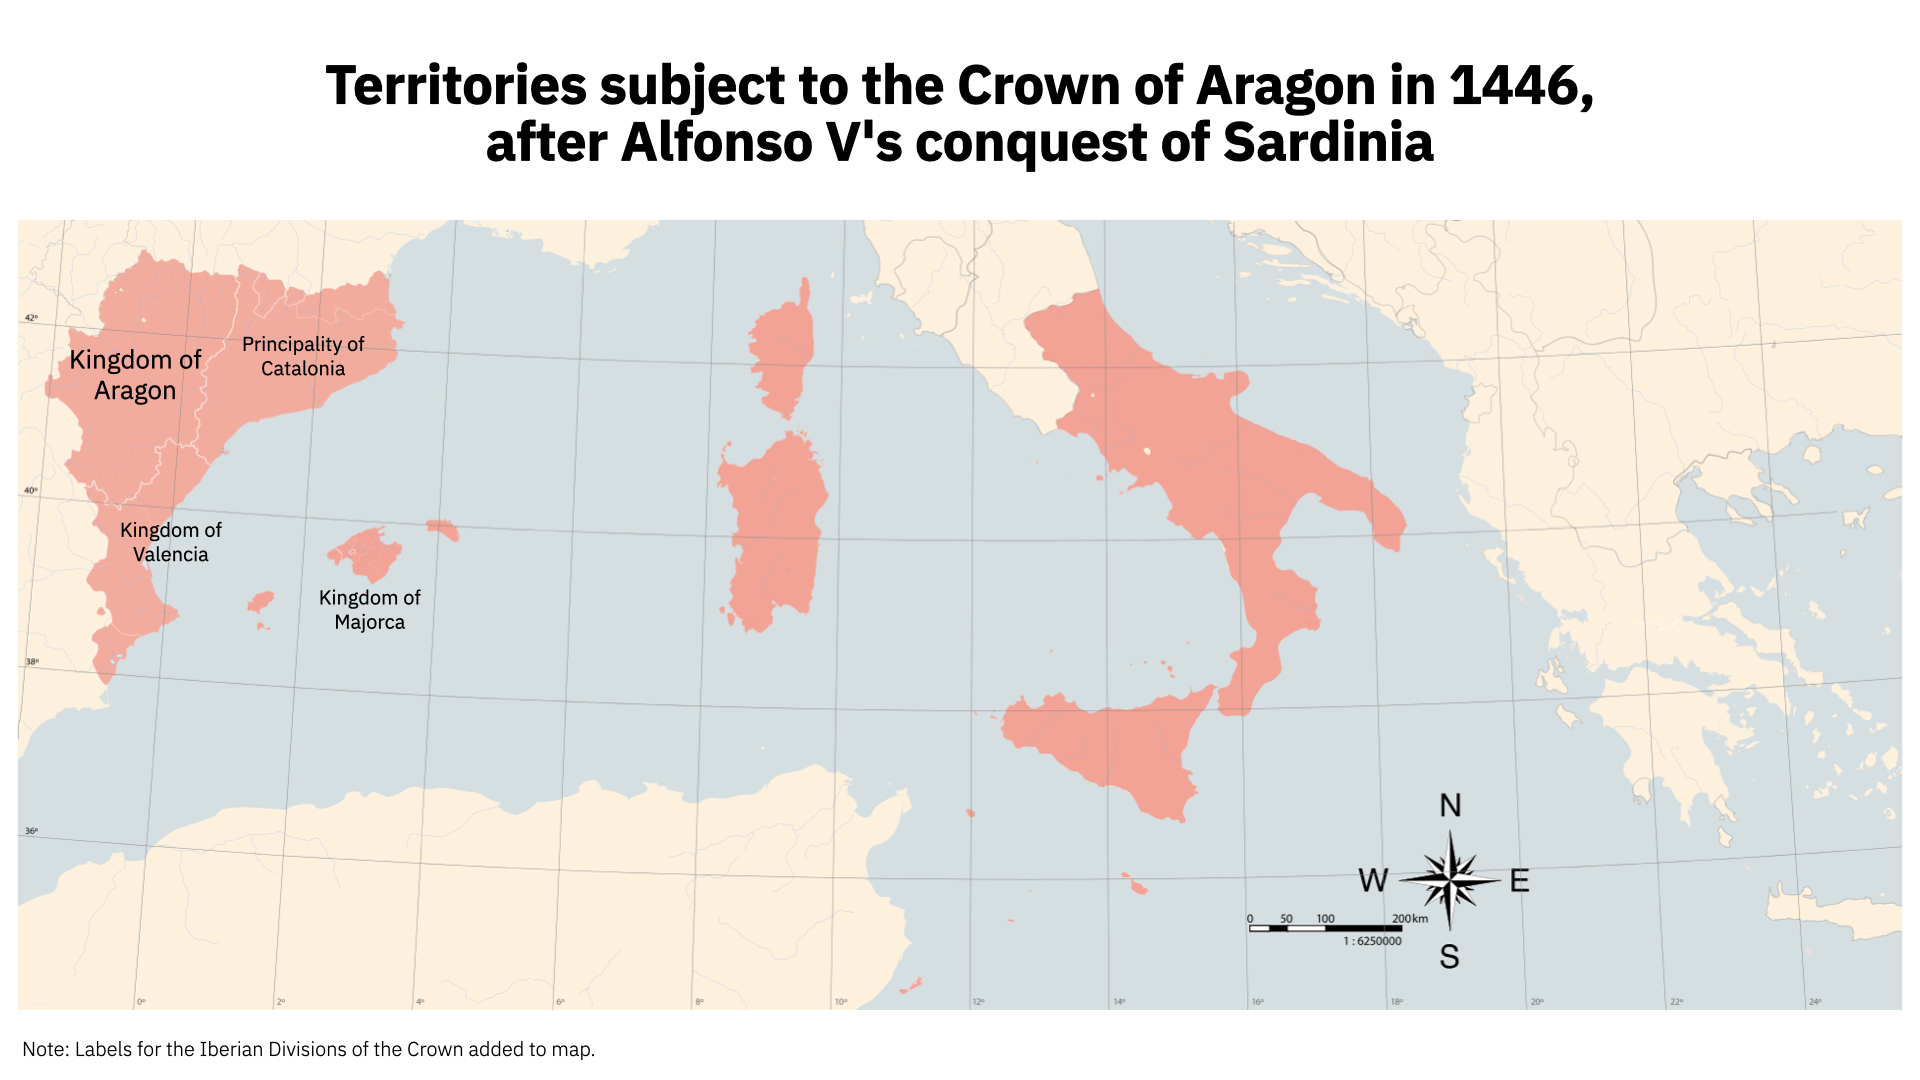 Territories subject to the Crown of Aragon in 1446,
after Alfonso V's conquest of Sardinia
42°
Kingdom of
Aragon
Principality of
Catalonia
40°
Kingdom of
Valencia
Kingdom of
Majorca
38°
36°
N
W
E
S
0 50 100 200 km
1 : 6250000
0° 2° 4° 6° 8° 10° 12° 14° 16° 18° 20° 22° 24°
Note: Labels for the Iberian Divisions of the Crown added to map.